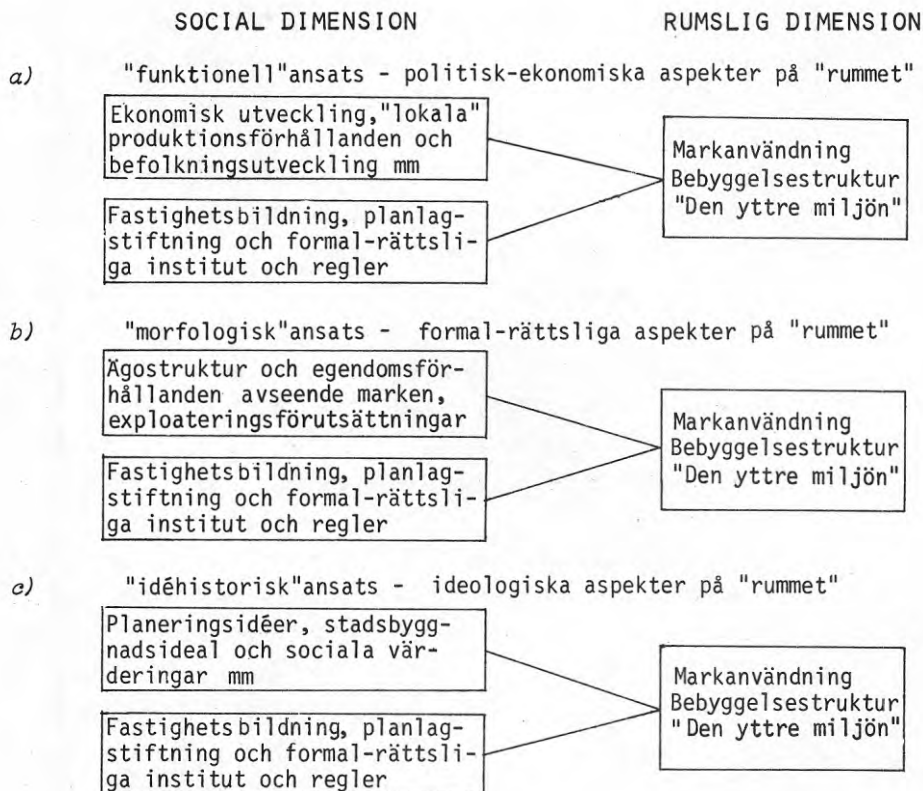 SOCIAL DIMENSION RUMSLIG DIMENSION
a) "funktionell"ansats - politisk-ekonomiska aspekter på "rummet"
Ekonomisk utveckling,"lokala"
produktionsförhållanden och
befolkningsutveckling mm
Fastighetsbildning, planlag-
stiftning och formal-rättsli-
ga institut och regler
Markanvändning
Bebyggelsestruktur
"Den yttre miljön"
b) "morfologisk"ansats - formal-rättsliga aspekter på "rummet"
Ägostruktur och egendomsför-
hållanden avseende marken,
exploateringsförutsättningar
Fastighetsbildning, planlag-
stiftning och formal-rättsli-
ga institut och regler
Markanvändning
Bebyggelsestruktur
"Den yttre miljön"
c) "idéhistorisk"ansats - ideologiska aspekter på "rummet"
Planeringsidéer, stadsbygg-
nadsideal och sociala vär-
deringar mm
Fastighetsbildning, planlag-
stiftning och formal-rättsli-
ga institut och regler
Markanvändning
Bebyggelsestruktur
"Den yttre miljön"